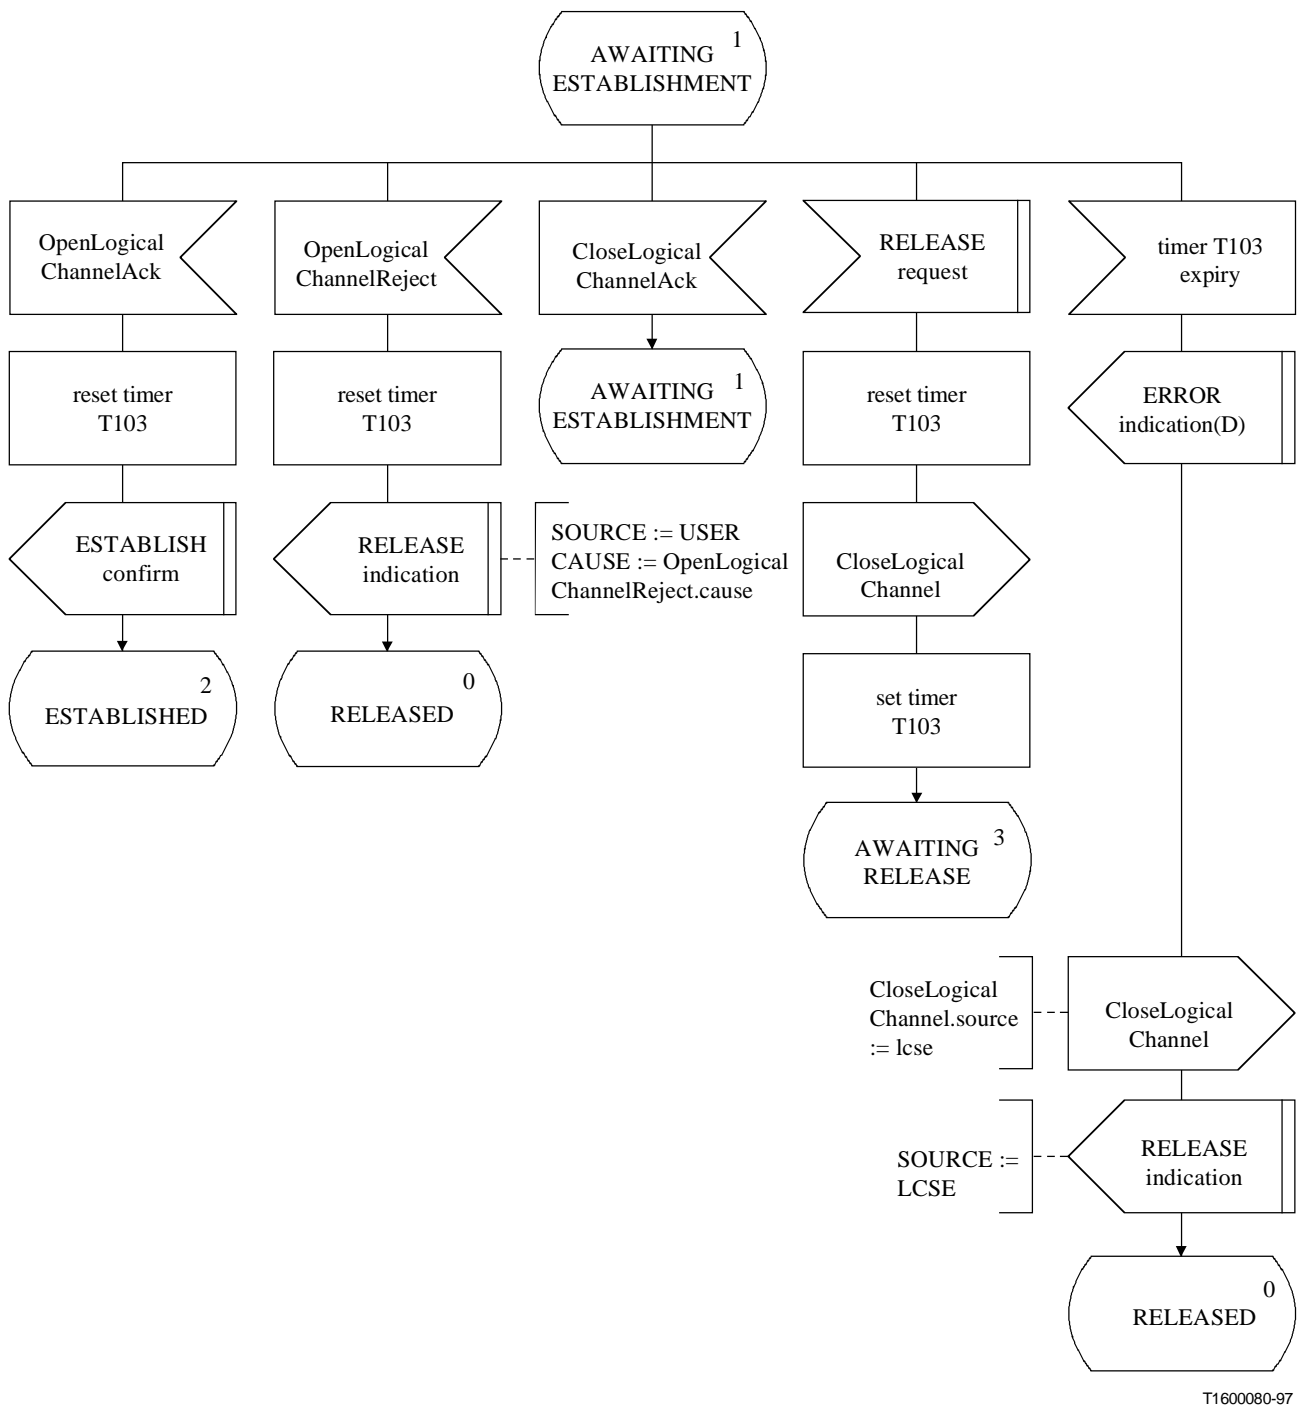 1
AWAITING
ESTABLISHMENT
OpenLogical
ChannelAck
OpenLogical
ChannelReject
CloseLogical
ChannelAck
RELEASE
request
timer T103
expiry
reset timer
T103
reset timer
T103
1
AWAITING
ESTABLISHMENT
reset timer
T103
ERROR
indication(D)
ESTABLISH
confirm
RELEASE
indication
SOURCE := USER
CAUSE := OpenLogical
ChannelReject.cause
CloseLogical
Channel
2
ESTABLISHED
0
RELEASED
set timer
T103
3
AWAITING
RELEASE
CloseLogical
Channel.source
:= lcse
CloseLogical
Channel
SOURCE :=
LCSE
RELEASE
indication
0
RELEASED
T1600080-97